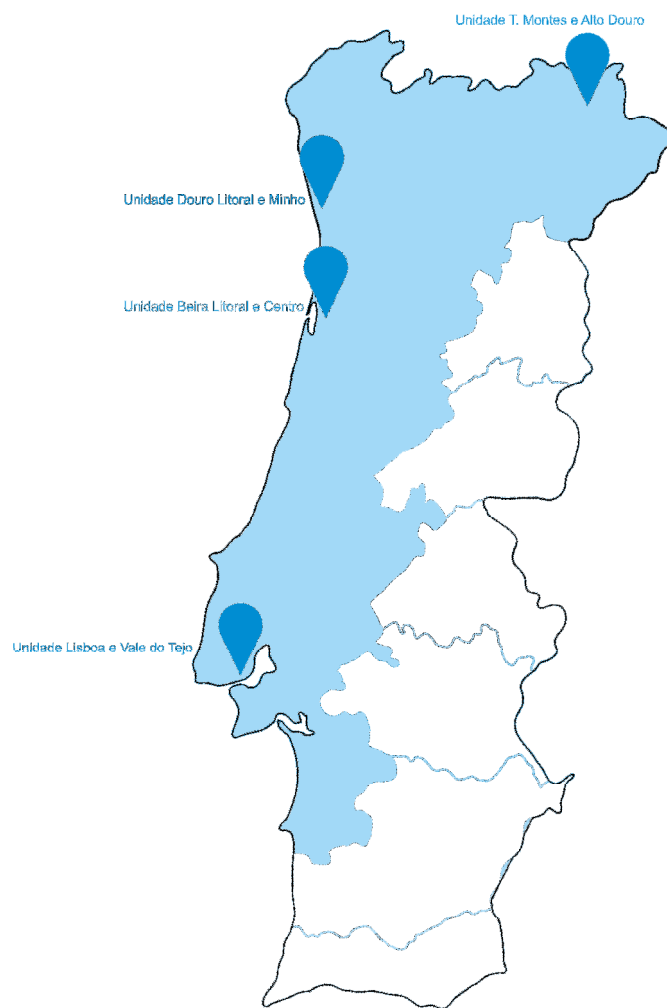 Unidade T. Montes e Alto Douro
Unidade Douro Litoral e Minho
Unidade Beira Litoral e Centro
Unidade Lisboa e Vale do Tejo